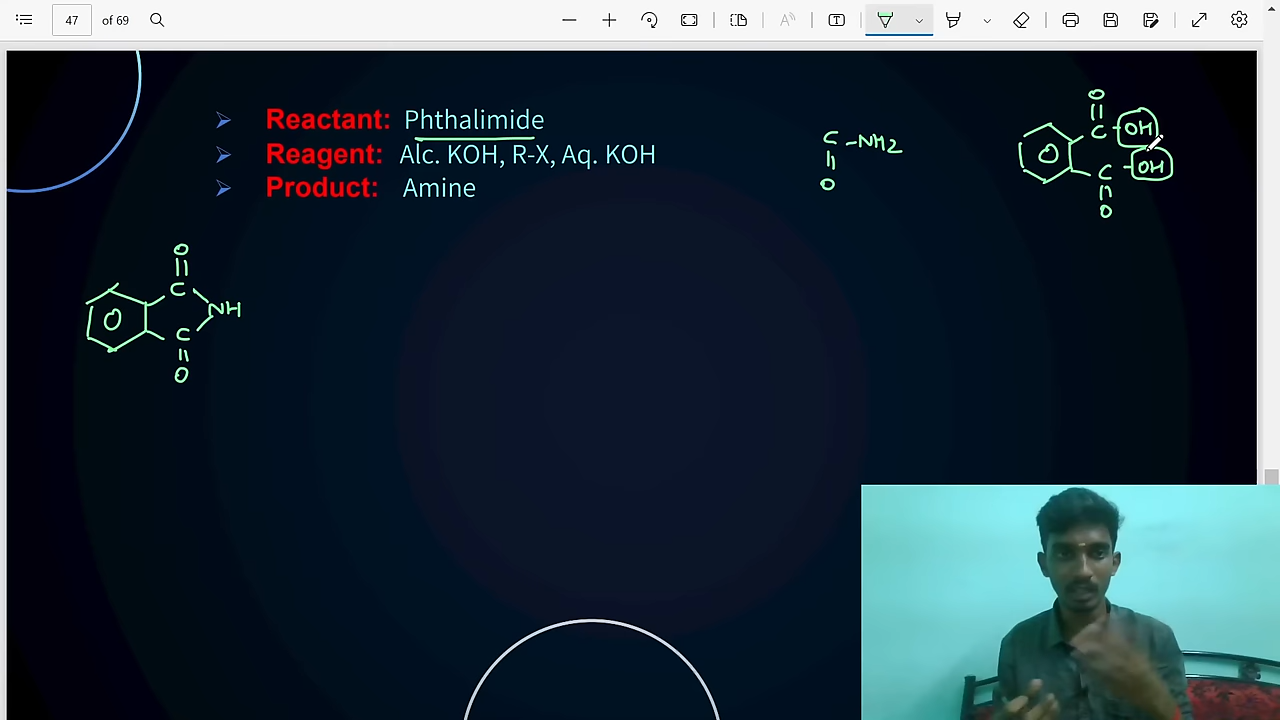 47 of 69
Reactant: Phthalimide
Reagent: Alc. KOH, R-X, Aq. KOH
Product: Amine
C-NH2
O
O
C-OH
O
C-OH
O
O
C
O NH
C
O